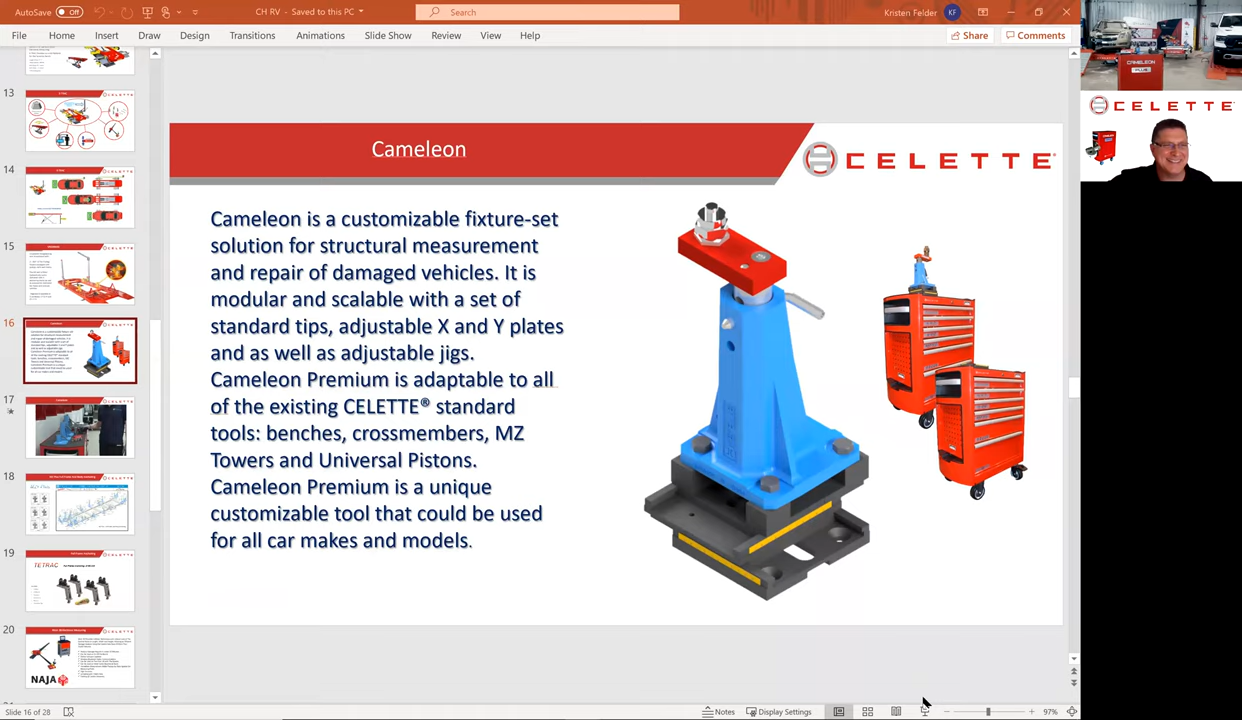 AutoSave Off
CH RV - Saved to this PC
Search
Kristen Felder
KF
File Home Insert Draw Design Transitions Animations Slide Show Review View Help
Share
Comments
13
14
15
16
17
18
19
TETRAC
20
NAJA
Cameleon
CELETTE
Cameleon is a customizable fixture-set
solution for structural measurement
and repair of damaged vehicles. It is
modular and scalable with a set of
standard tips, adjustable X and Y plates
and as well as adjustable jigs.
Cameleon Premium is adaptable to all
of the existing CELETTE® standard
tools: benches, crossmembers, MZ
Towers and Universal Pistons.
Cameleon Premium is a unique
customizable tool that could be used
for all car makes and models.
CAMELEON
PLUS
CELETTE
Slide 16 of 28
Notes
Display Settings
97%